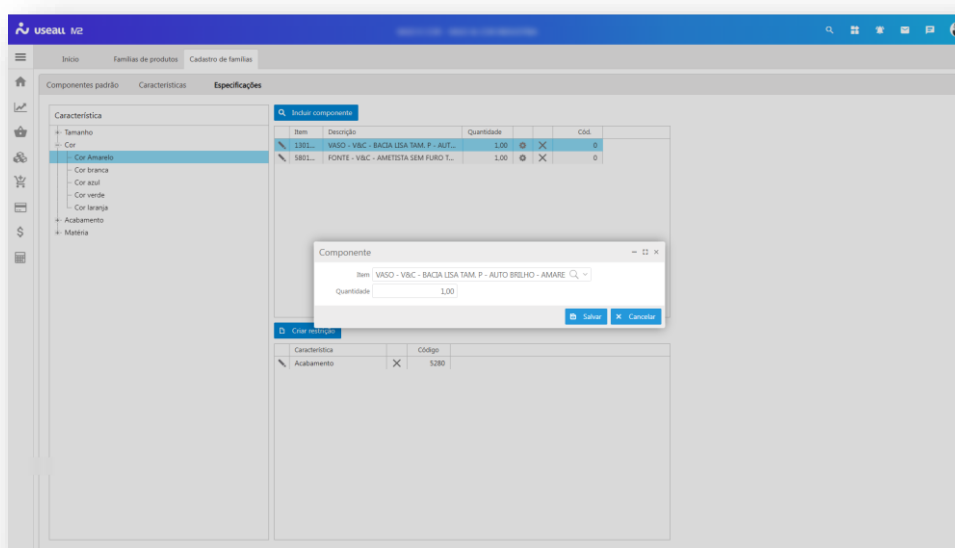 useall M2
Início Famílias de produtos Cadastro de famílias
Componentes padrão Características Especificações
Característica
Tamanho
Cor
Cor Amarelo
Cor branca
Cor azul
Cor verde
Cor laranja
Acabamento
Matéria
Incluir componente
Item Descrição Quantidade Cód.
1301... VASO - V&C - BACIA LISA TAM. P - AUT... 1,00 0
5801... FONTE - V&C - AMETISTA SEM FURO T... 1,00 0
Componente
Item VASO - V&C - BACIA LISA TAM. P - AUTO BRILHO - AMARE
Quantidade 1,00
Salvar Cancelar
Criar restrição
Característica Código
Acabamento 5280